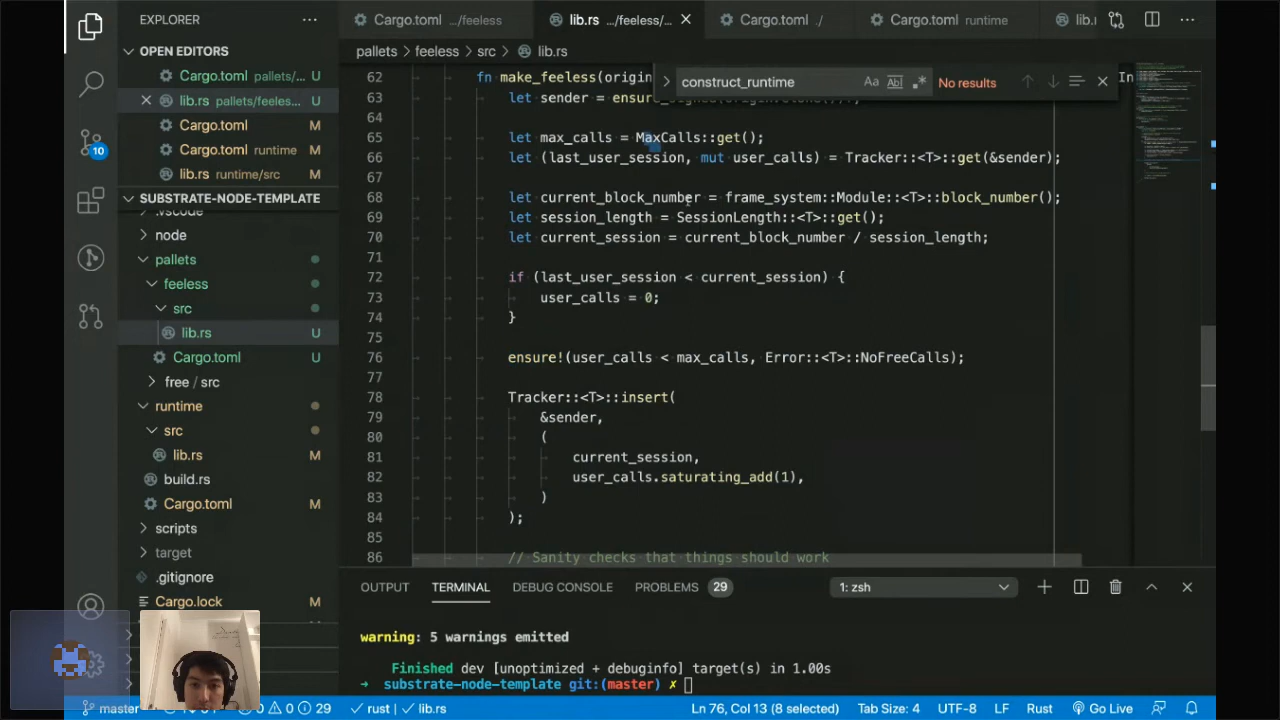 EXPLORER
OPEN EDITORS
Cargo.toml pallets/... U
lib.rs pallets/feeles... U
Cargo.toml M
Cargo.toml runtime M
lib.rs runtime/src M
SUBSTRATE-NODE-TEMPLATE
.vscode
node
pallets
feeless
src
lib.rs U
Cargo.toml U
free / src
runtime
src
lib.rs M
build.rs
Cargo.toml M
scripts
target
.gitignore
Cargo.lock M
10
Cargo.toml .../feeless
lib.rs .../feeless/...
Cargo.toml ./
Cargo.toml runtime
lib.
pallets > feeless > src > lib.rs
construct_runtime
Aa
No results
62 fn make_feeless(origin
63 let sender =
64
65 let max_calls = MaxCalls::get();
66 let (last_user_session, mut user_calls) = Tracker::<T>::get(&sender);
67
68 let current_block_number = frame_system::Module::<T>::block_number();
69 let session_length = SessionLength::<T>::get();
70 let current_session = current_block_number / session_length;
71
72 if (last_user_session < current_session) {
73 user_calls = 0;
74 }
75
76 ensure!(user_calls < max_calls, Error::<T>::NoFreeCalls);
77
78 Tracker::<T>::insert(
79 &sender,
80 (
81 current_session,
82 user_calls.saturating_add(1),
83 )
84 );
85
86 // Sanity checks that things should work
OUTPUT TERMINAL DEBUG CONSOLE PROBLEMS 29
1: zsh
warning: 5 warnings emitted
Finished dev [unoptimized + debuginfo] target(s) in 1.00s
➜ substrate-node-template git:(master) ✗
master
0 29
rust | ✓ lib.rs
Ln 76, Col 13 (8 selected)
Tab Size: 4
UTF-8
LF
Rust
Go Live